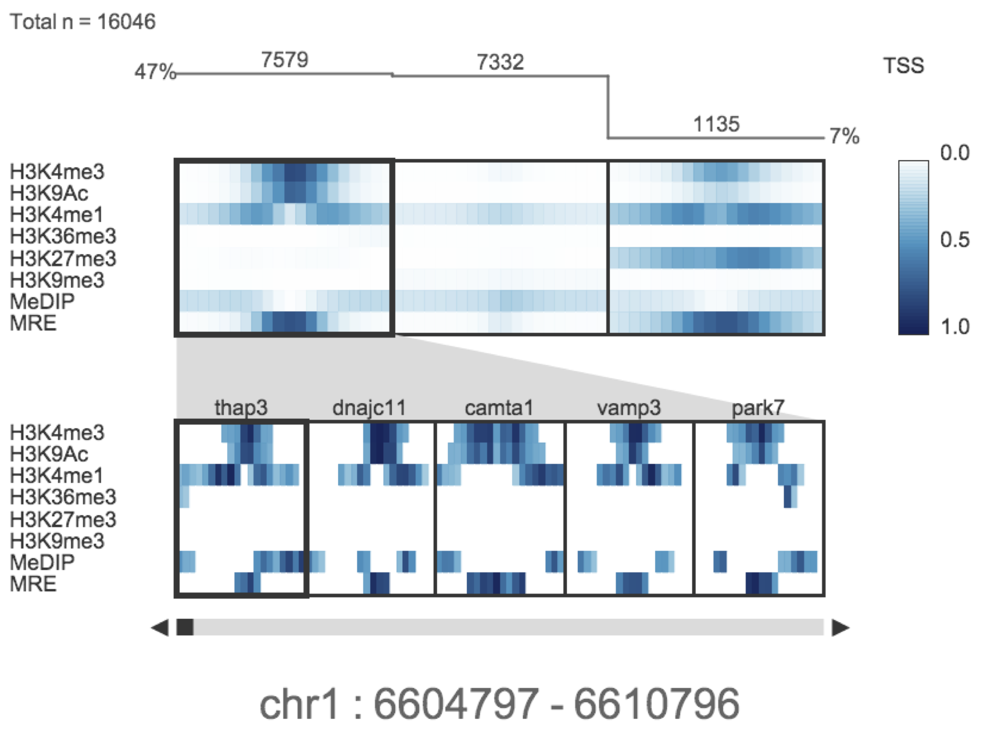 Total n = 16046
7579
7332
TSS
47%
1135
7%
0.0
H3K4me3
H3K9Ac
H3K4me1
H3K36me3
0.5
H3K27me3
H3K9me3
MeDIP
MRE
1.0
thap3 dnajc11 camta1 vamp3 park7
H3K4me3
H3K9Ac
H3K4me1
H3K36me3
H3K27me3
H3K9me3
MeDIP
MRE
chr1 : 6604797 - 6610796